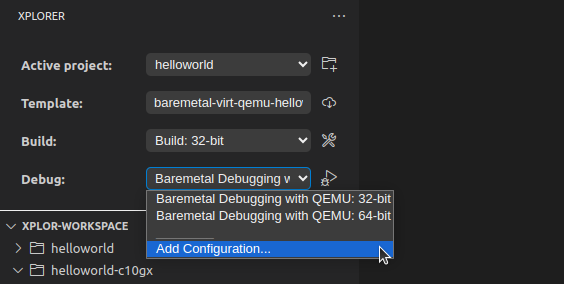 XPLORER
Active project:
helloworld
Template:
baremetal-virt-qemu-hello
Build:
Build: 32-bit
Debug:
Baremetal Debugging w
Baremetal Debugging with QEMU: 32-bit
Baremetal Debugging with QEMU: 64-bit
Add Configuration...
XPLOR-WORKSPACE
helloworld
helloworld-c10gx